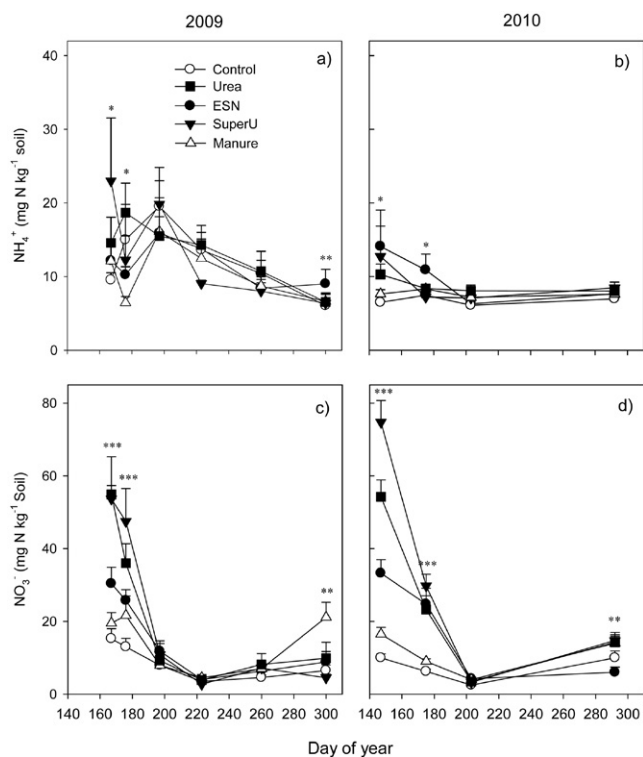 2009
2010
40
30
20
10
0
NH₄⁺ (mg N kg⁻¹ soil)
a)
Control
Urea
ESN
SuperU
Manure
*
*
**
b)
*
*
80
60
40
20
0
NO₃⁻ (mg N kg⁻¹ Soil)
c)
***
***
**
d)
***
***
**
140 160 180 200 220 240 260 280 300
140 160 180 200 220 240 260 280 300
Day of year